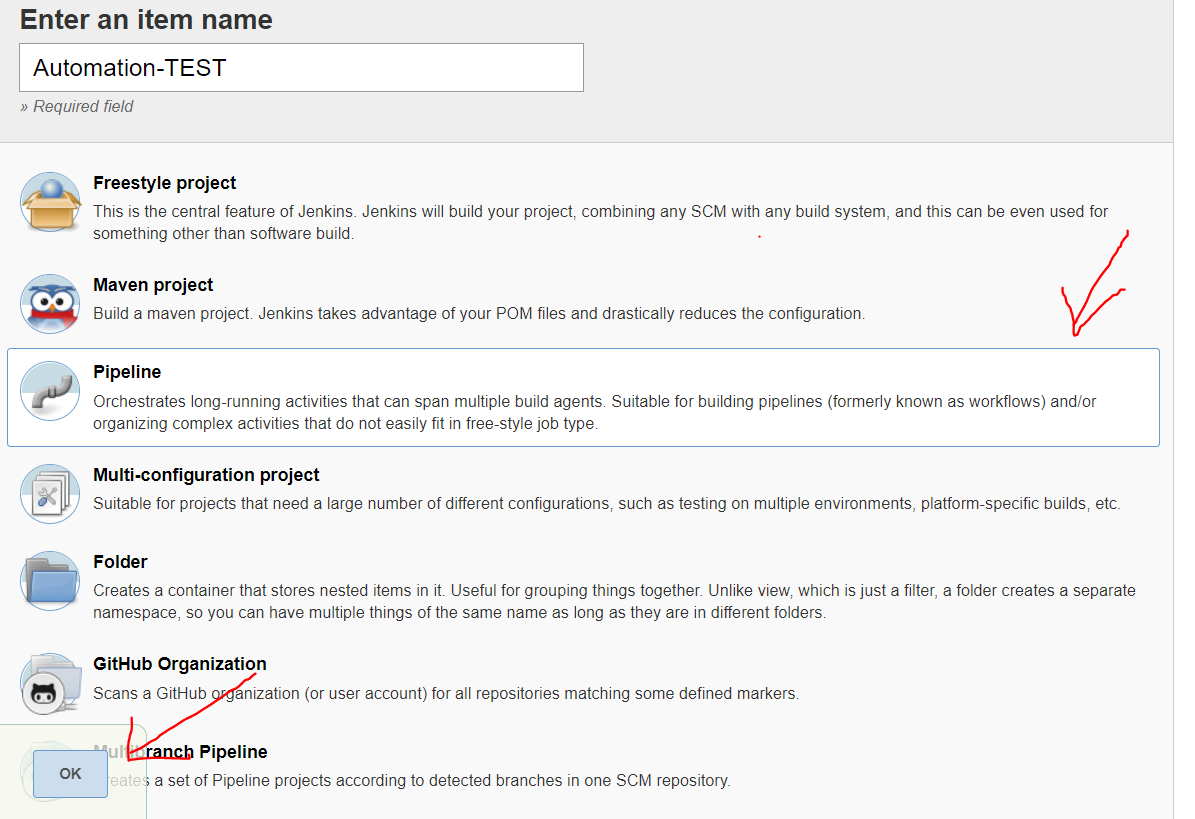 Enter an item name
Automation-TEST
» Required field
Freestyle project
This is the central feature of Jenkins. Jenkins will build your project, combining any SCM with any build system, and this can be even used for
something other than software build.
Maven project
Build a maven project. Jenkins takes advantage of your POM files and drastically reduces the configuration.
Pipeline
Orchestrates long-running activities that can span multiple build agents. Suitable for building pipelines (formerly known as workflows) and/or
organizing complex activities that do not easily fit in free-style job type.
Multi-configuration project
Suitable for projects that need a large number of different configurations, such as testing on multiple environments, platform-specific builds, etc.
Folder
Creates a container that stores nested items in it. Useful for grouping things together. Unlike view, which is just a filter, a folder creates a separate
namespace, so you can have multiple things of the same name as long as they are in different folders.
GitHub Organization
Scans a GitHub organization (or user account) for all repositories matching some defined markers.
Multibranch Pipeline
OK
Creates a set of Pipeline projects according to detected branches in one SCM repository.